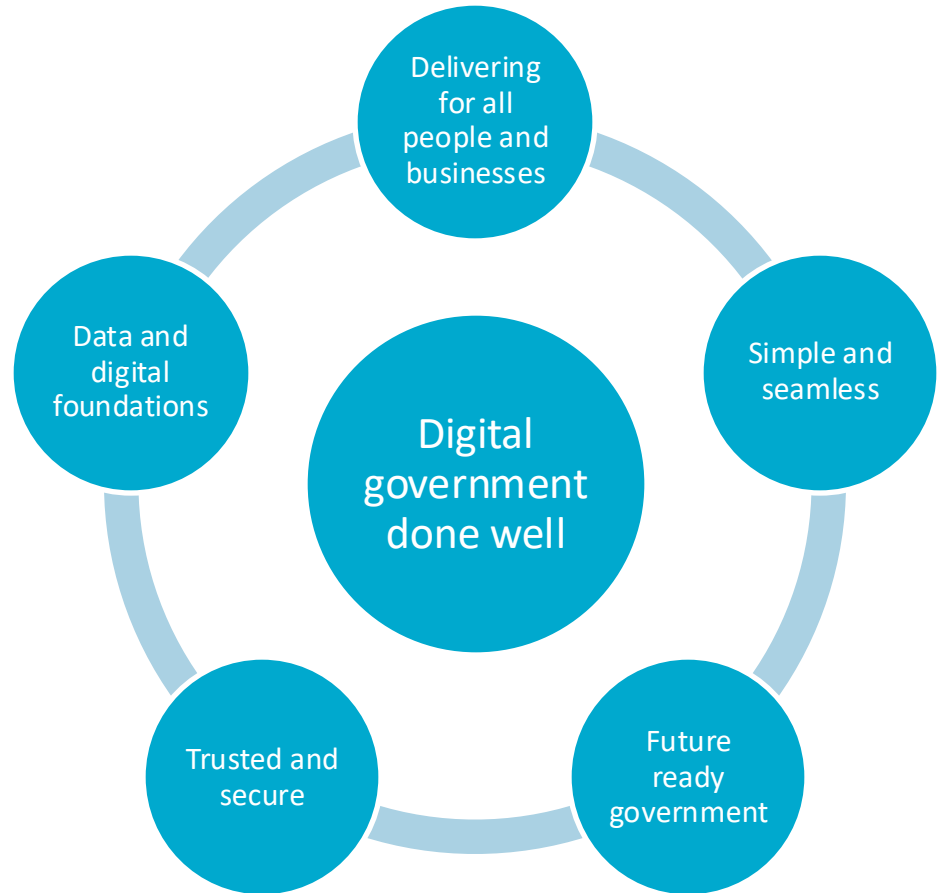 Delivering
for all
people and
businesses
Simple and
seamless
Future
ready
government
Trusted and
secure
Data and
digital
foundations
Digital
government
done well